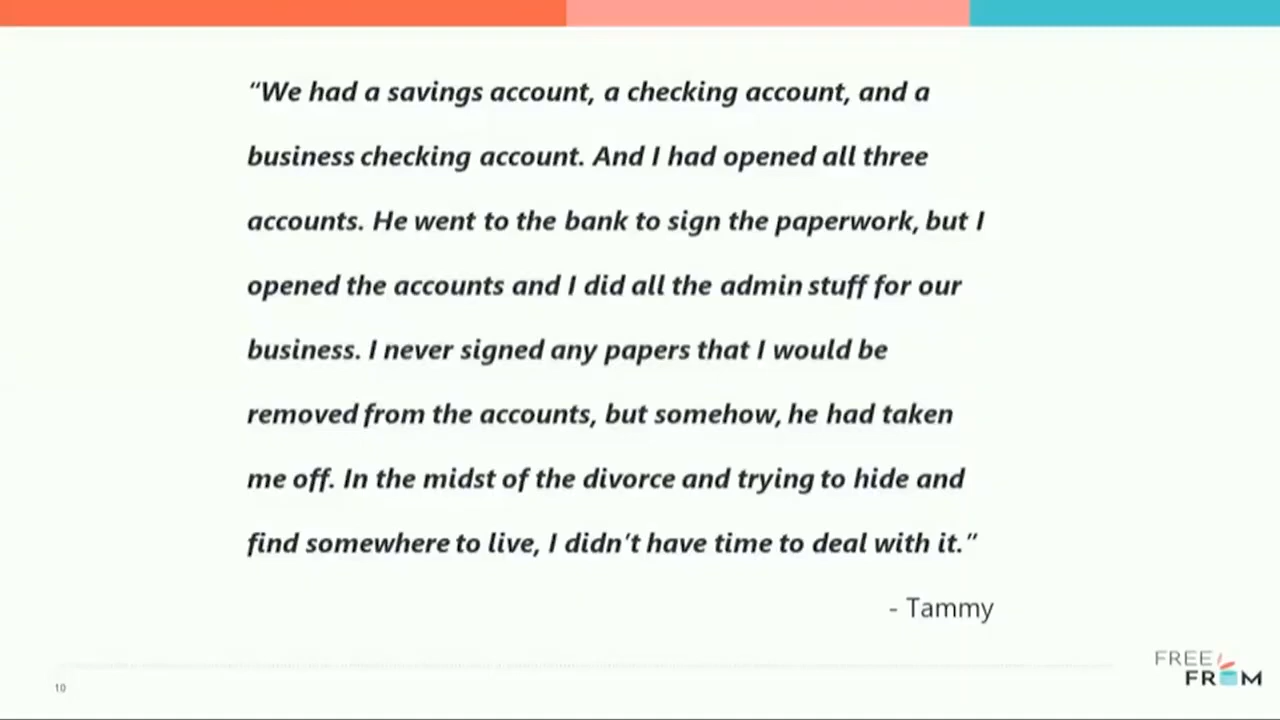 “We had a savings account, a checking account, and a
business checking account. And I had opened all three
accounts. He went to the bank to sign the paperwork, but I
opened the accounts and I did all the admin stuff for our
business. I never signed any papers that I would be
removed from the accounts, but somehow, he had taken
me off. In the midst of the divorce and trying to hide and
find somewhere to live, I didn’t have time to deal with it.”
- Tammy
10
FREE
FROM